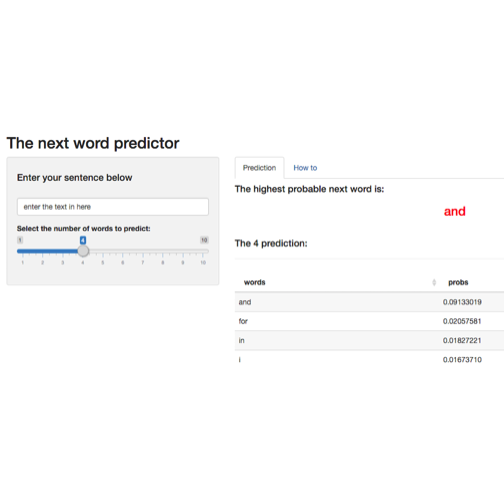 The next word predictor
Enter your sentence below
enter the text in here
Select the number of words to predict:
1 4 10
1 2 3 4 5 6 7 8 9 10
Prediction How to
The highest probable next word is:
and
The 4 prediction:
words probs
and 0.09133019
for 0.02057581
in 0.01827221
i 0.01673710